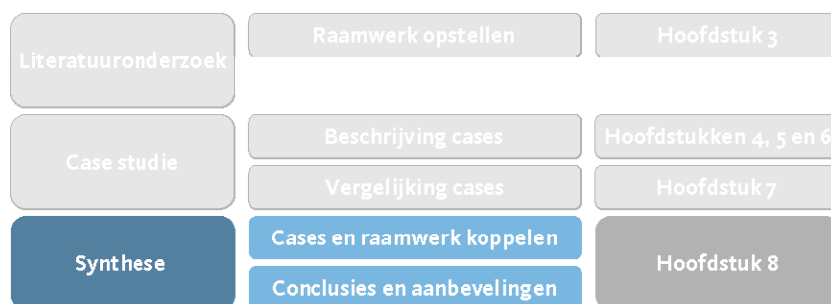 Literatuuronderzoek
Raamwerk opstellen
Hoofdstuk 3
Case studie
Beschrijving cases
Hoofdstukken 4, 5 en 6
Vergelijking cases
Hoofdstuk 7
Synthese
Cases en raamwerk koppelen
Conclusies en aanbevelingen
Hoofdstuk 8